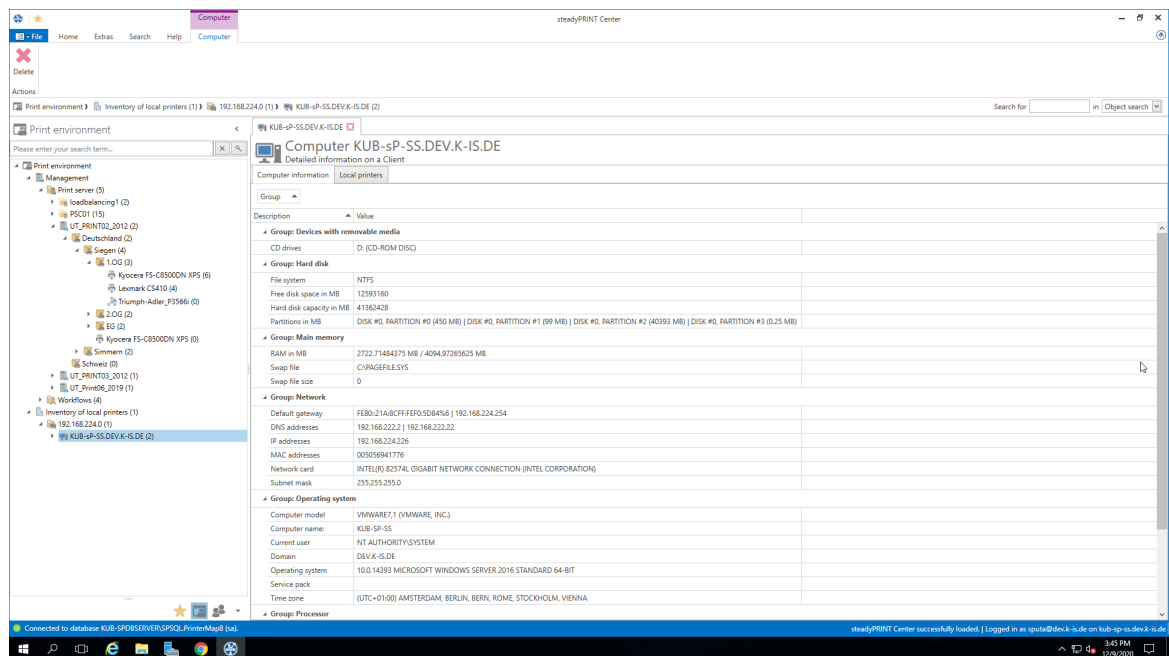 Computer
steadyPRINT Center
File Home Extras Search Help Computer
Delete
Actions
Print environment Inventory of local printers (1) 192.168.224.0 (1) KUB-sP-SS.DEV.K-IS.DE (2)
Search for in Object search
Print environment
Please enter your search term...
Print environment
Management
Print server (5)
loadbalancing1 (2)
PSC01 (15)
UT_PRINT02_2012 (2)
Deutschland (2)
Siegen (4)
1.OG (3)
Kyocera FS-C8500DN XPS (6)
Lexmark CS410 (4)
Triumph-Adler_P3566i (0)
2.OG (2)
EG (2)
Kyocera FS-C8500DN XPS (0)
Simmern (2)
Schweiz (0)
UT_PRINT03_2012 (1)
UT_Print06_2019 (1)
Workflows (4)
Inventory of local printers (1)
192.168.224.0 (1)
KUB-sP-SS.DEV.K-IS.DE (2)
KUB-sP-SS.DEV.K-IS.DE
Computer KUB-sP-SS.DEV.K-IS.DE
Detailed information on a Client
Computer information Local printers
Group
Description Value
Group: Devices with removable media
CD drives D: (CD-ROM DISC)
Group: Hard disk
File system NTFS
Free disk space in MB 12593160
Hard disk capacity in MB 41362428
Partitions in MB DISK #0, PARTITION #0 (450 MB) | DISK #0, PARTITION #1 (99 MB) | DISK #0, PARTITION #2 (40393 MB) | DISK #0, PARTITION #3 (0.25 MB)
Group: Main memory
RAM in MB 2722.71484375 MB / 4094.97265625 MB
Swap file C:\PAGEFILE.SYS
Swap file size 0
Group: Network
Default gateway FE80::21A:8CFF:FEF0:5D84%6 | 192.168.224.254
DNS addresses 192.168.222.2 | 192.168.222.22
IP addresses 192.168.224.226
MAC addresses 005056941776
Network card INTEL(R) 82574L GIGABIT NETWORK CONNECTION (INTEL CORPORATION)
Subnet mask 255.255.255.0
Group: Operating system
Computer model VMWARE7,1 (VMWARE, INC.)
Computer name: KUB-SP-SS
Current user NT AUTHORITY\SYSTEM
Domain DEV.K-IS.DE
Operating system 10.0.14393 MICROSOFT WINDOWS SERVER 2016 STANDARD 64-BIT
Service pack
Time zone (UTC+01:00) AMSTERDAM, BERLIN, BERN, ROME, STOCKHOLM, VIENNA
Group: Processor
Connected to database KUB-SPDBSERVER\SPSQL.PrinterMap8 (sa).
steadyPRINT Center successfully loaded. | Logged in as sputa@dev.k-is.de on kub-sp-ss.dev.k-is.de
3:45 PM
12/9/2020